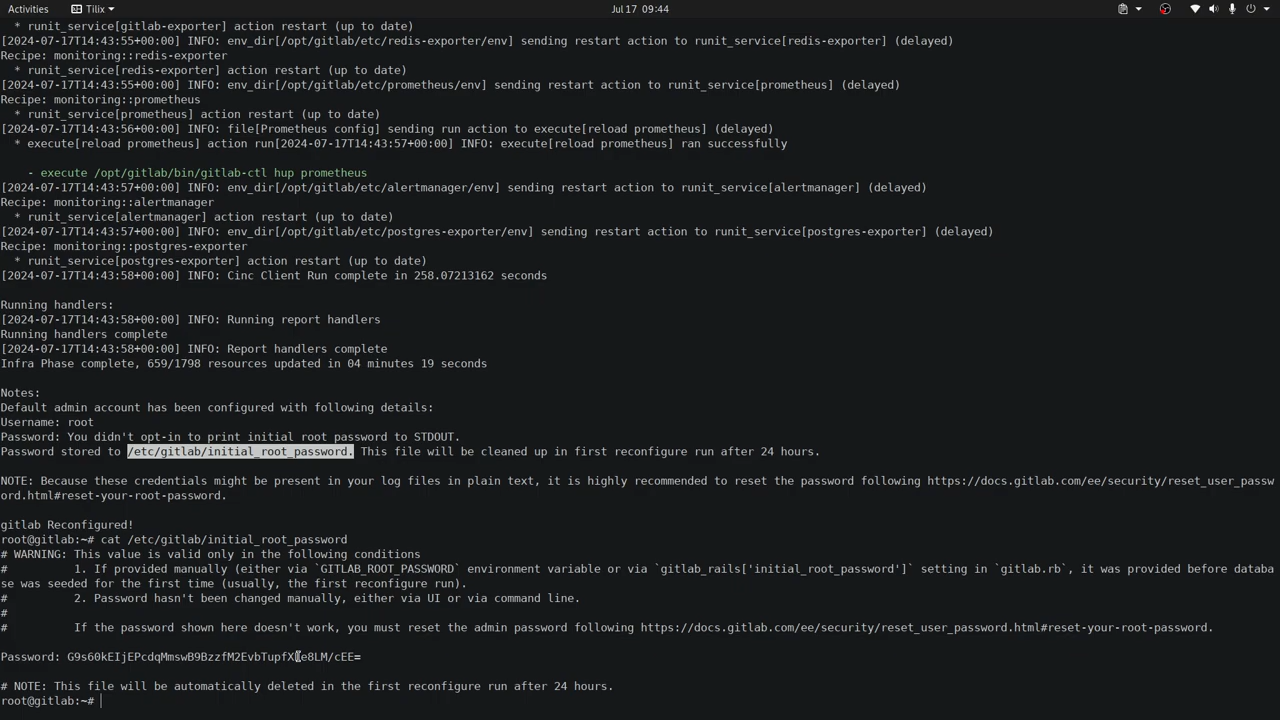 Activities Tilix Jul 17 09:44
* runit_service[gitlab-exporter] action restart (up to date)
[2024-07-17T14:43:55+00:00] INFO: env_dir[/opt/gitlab/etc/redis-exporter/env] sending restart action to runit_service[redis-exporter] (delayed)
Recipe: monitoring::redis-exporter
* runit_service[redis-exporter] action restart (up to date)
[2024-07-17T14:43:55+00:00] INFO: env_dir[/opt/gitlab/etc/prometheus/env] sending restart action to runit_service[prometheus] (delayed)
Recipe: monitoring::prometheus
* runit_service[prometheus] action restart (up to date)
[2024-07-17T14:43:56+00:00] INFO: file[Prometheus config] sending run action to execute[reload prometheus] (delayed)
* execute[reload prometheus] action run[2024-07-17T14:43:57+00:00] INFO: execute[reload prometheus] ran successfully
- execute /opt/gitlab/bin/gitlab-ctl hup prometheus
[2024-07-17T14:43:57+00:00] INFO: env_dir[/opt/gitlab/etc/alertmanager/env] sending restart action to runit_service[alertmanager] (delayed)
Recipe: monitoring::alertmanager
* runit_service[alertmanager] action restart (up to date)
[2024-07-17T14:43:57+00:00] INFO: env_dir[/opt/gitlab/etc/postgres-exporter/env] sending restart action to runit_service[postgres-exporter] (delayed)
Recipe: monitoring::postgres-exporter
* runit_service[postgres-exporter] action restart (up to date)
[2024-07-17T14:43:58+00:00] INFO: Cinc Client Run complete in 258.07213162 seconds
Running handlers:
[2024-07-17T14:43:58+00:00] INFO: Running report handlers
Running handlers complete
[2024-07-17T14:43:58+00:00] INFO: Report handlers complete
Infra Phase complete, 659/1798 resources updated in 04 minutes 19 seconds
Notes:
Default admin account has been configured with following details:
Username: root
Password: You didn't opt-in to print initial root password to STDOUT.
Password stored to /etc/gitlab/initial_root_password. This file will be cleaned up in first reconfigure run after 24 hours.
NOTE: Because these credentials might be present in your log files in plain text, it is highly recommended to reset the password following https://docs.gitlab.com/ee/security/reset_user_passw
ord.html#reset-your-root-password.
gitlab Reconfigured!
root@gitlab:~# cat /etc/gitlab/initial_root_password
# WARNING: This value is valid only in the following conditions
# 1. If provided manually (either via `GITLAB_ROOT_PASSWORD` environment variable or via `gitlab_rails['initial_root_password']` setting in `gitlab.rb`, it was provided before databa
se was seeded for the first time (usually, the first reconfigure run).
# 2. Password hasn't been changed manually, either via UI or via command line.
#
# If the password shown here doesn't work, you must reset the admin password following https://docs.gitlab.com/ee/security/reset_user_password.html#reset-your-root-password.
Password:
# NOTE: This file will be automatically deleted in the first reconfigure run after 24 hours.
root@gitlab:~#